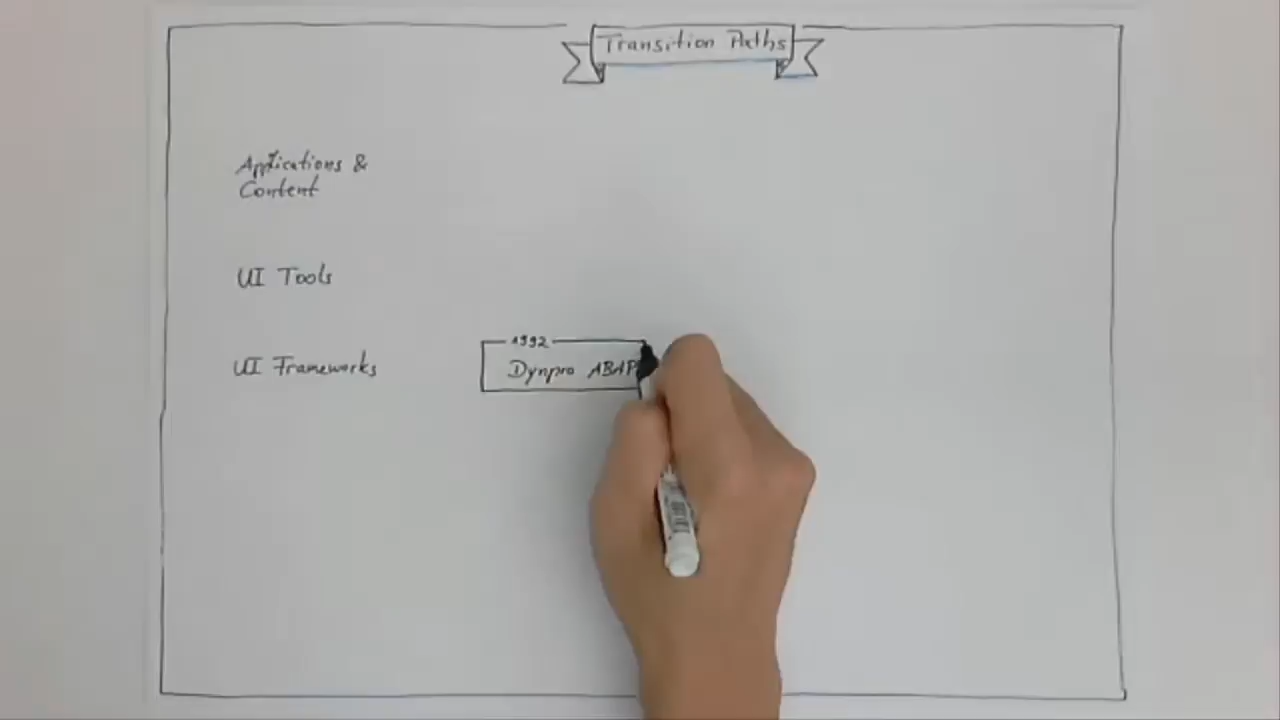 Transition Paths
Applications &
Content
UI Tools
UI Frameworks
1992
Dynpro ABAP